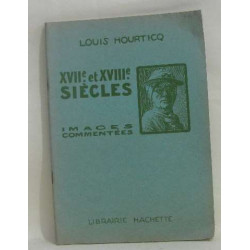 LOUIS HOURTICQ
XVIIE et XVIIIE
SIÈCLES
IMAGES
COMMENTÉES
LIBRAIRIE HACHETTE